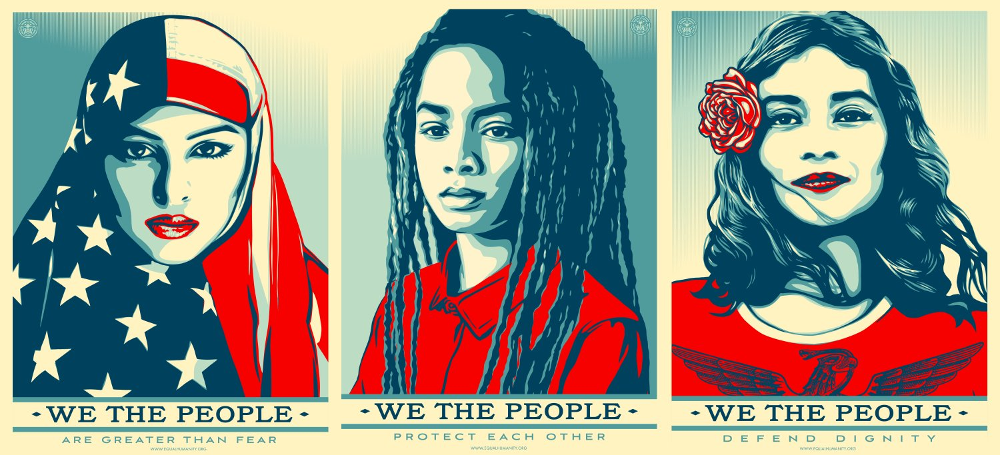 WE THE PEOPLE
ARE GREATER THAN FEAR
WWW.EQUALHUMANITY.ORG
WE THE PEOPLE
PROTECT EACH OTHER
WWW.EQUALHUMANITY.ORG
WE THE PEOPLE
DEFEND DIGNITY
WWW.EQUALHUMANITY.ORG